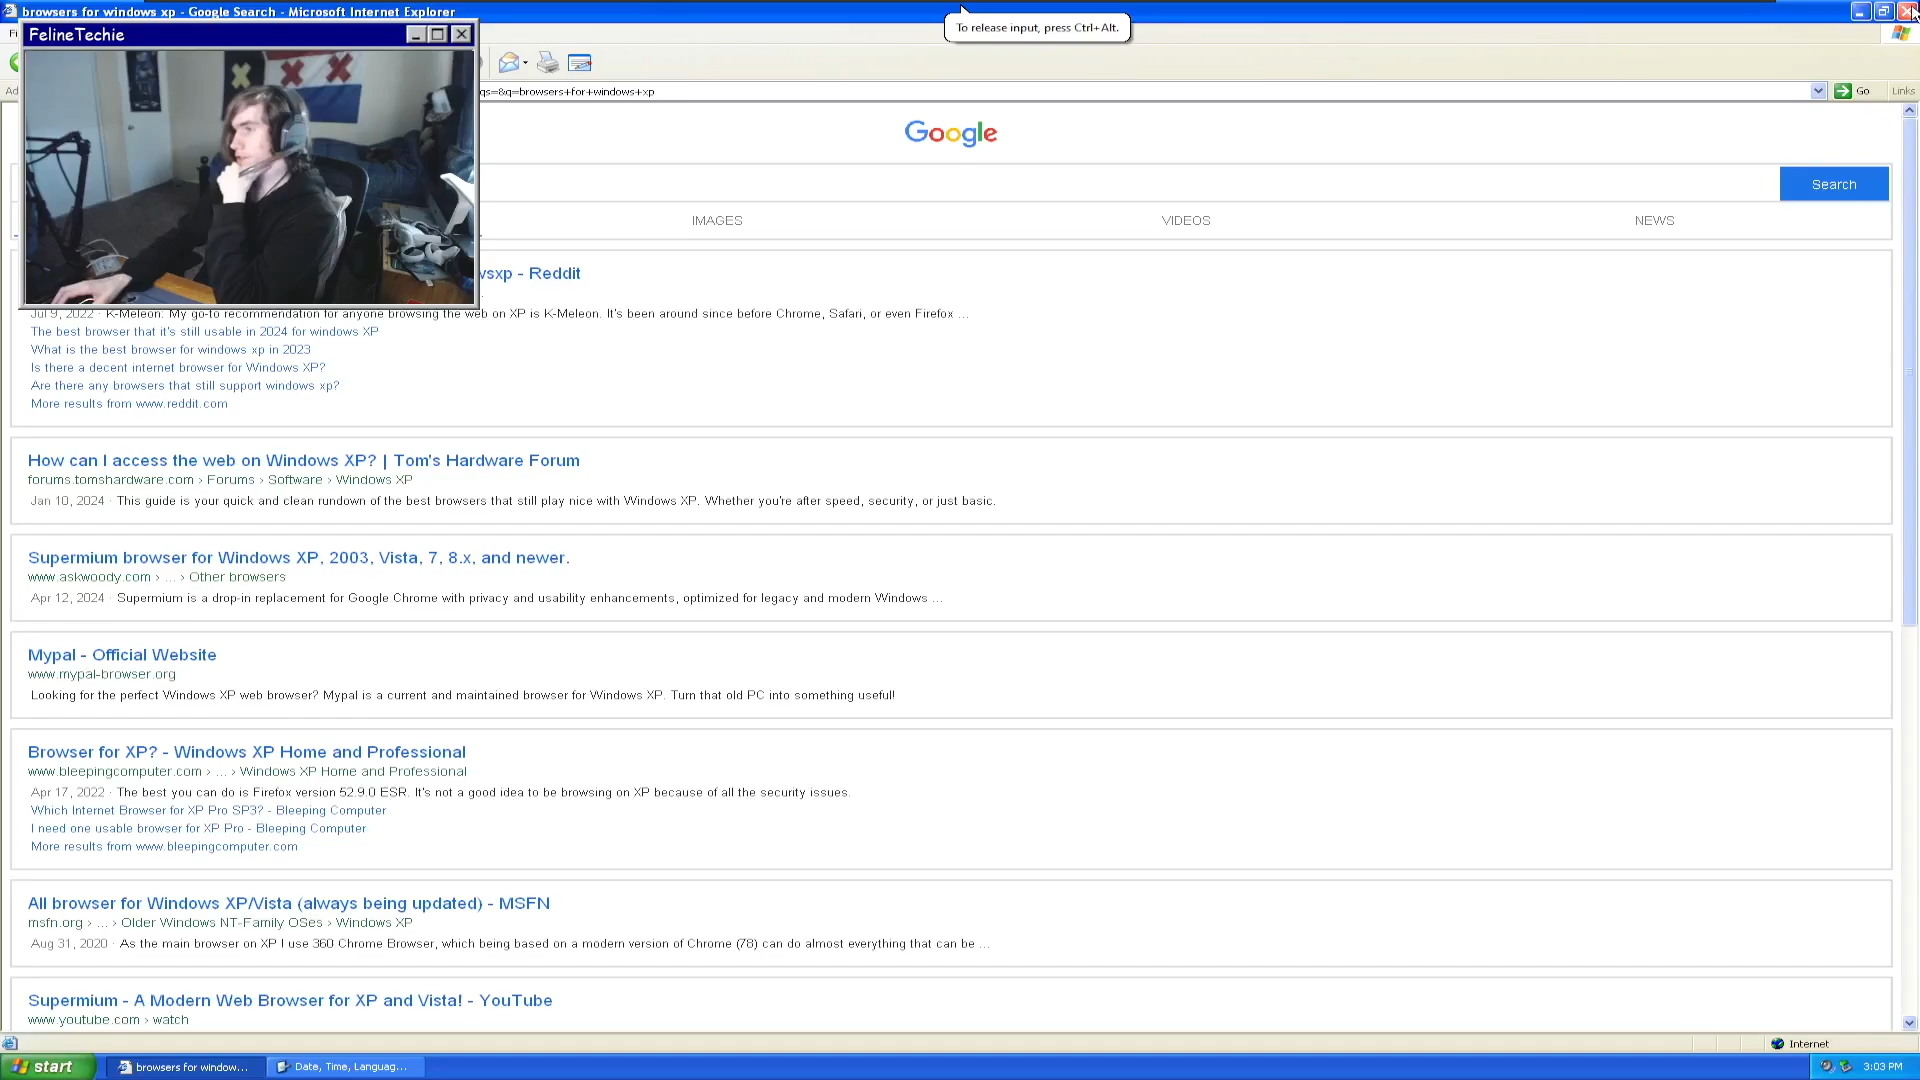 browsers for windows xp - Google Search - Microsoft Internet Explorer
To release input, press Ctrl+Alt.
FelineTechie
qs=&q=browsers+for+windows+xp
Go
Links
Google
Search
IMAGES
VIDEOS
NEWS
wsxp - Reddit
Jul 9, 2022 · K-Meleon: My go-to recommendation for anyone browsing the web on XP is K-Meleon. It's been around since before Chrome, Safari, or even Firefox ...
The best browser that it's still usable in 2024 for windows XP
What is the best browser for windows xp in 2023
Is there a decent internet browser for Windows XP?
Are there any browsers that still support windows xp?
More results from www.reddit.com
How can I access the web on Windows XP? | Tom's Hardware Forum
forums.tomshardware.com › Forums › Software › Windows XP
Jan 10, 2024 · This guide is your quick and clean rundown of the best browsers that still play nice with Windows XP. Whether you're after speed, security, or just basic.
Supermium browser for Windows XP, 2003, Vista, 7, 8.x, and newer.
www.askwoody.com › ... › Other browsers
Apr 12, 2024 · Supermium is a drop-in replacement for Google Chrome with privacy and usability enhancements, optimized for legacy and modern Windows ...
Mypal - Official Website
www.mypal-browser.org
Looking for the perfect Windows XP web browser? Mypal is a current and maintained browser for Windows XP. Turn that old PC into something useful!
Browser for XP? - Windows XP Home and Professional
www.bleepingcomputer.com › ... › Windows XP Home and Professional
Apr 17, 2022 · The best you can do is Firefox version 52.9.0 ESR. It's not a good idea to be browsing on XP because of all the security issues.
Which Internet Browser for XP Pro SP3? - Bleeping Computer
I need one usable browser for XP Pro - Bleeping Computer
More results from www.bleepingcomputer.com
All browser for Windows XP/Vista (always being updated) - MSFN
msfn.org › ... › Older Windows NT-Family OSes › Windows XP
Aug 31, 2020 · As the main browser on XP I use 360 Chrome Browser, which being based on a modern version of Chrome (78) can do almost everything that can be ...
Supermium - A Modern Web Browser for XP and Vista! - YouTube
www.youtube.com › watch
Internet
start
browsers for window...
Date, Time, Languag...
3:03 PM